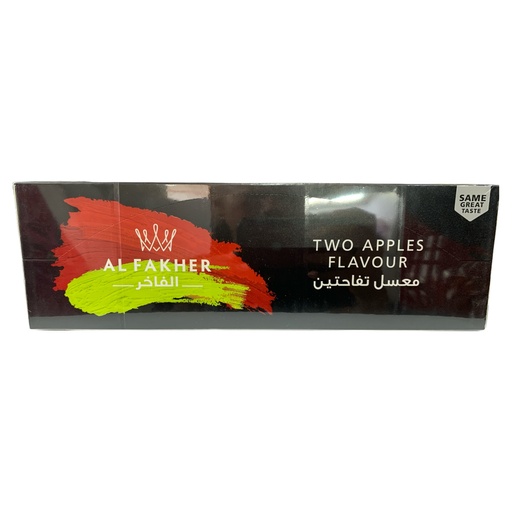 SAME
GREAT
TASTE
AL FAKHER
الفاخر
TWO APPLES
FLAVOUR
معسل تفاحتين